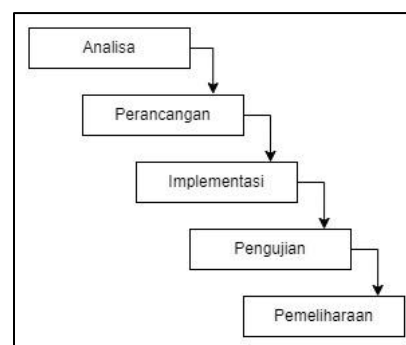 Analisa
Perancangan
Implementasi
Pengujian
Pemeliharaan